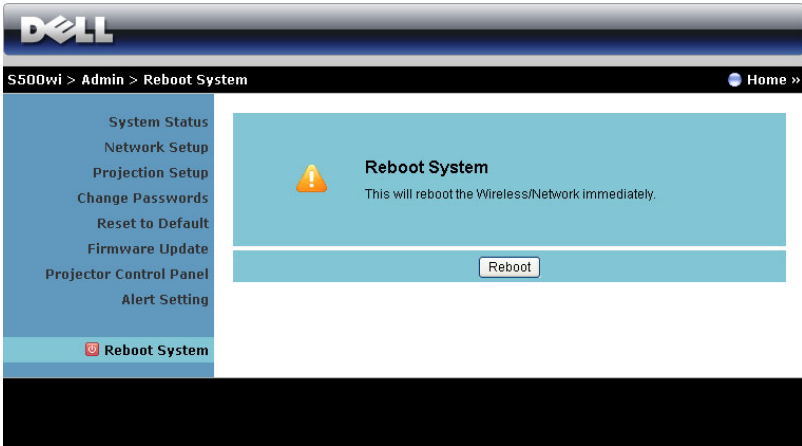 DELL
S500wi > Admin > Reboot System
Home »
System Status
Network Setup
Projection Setup
Change Passwords
Reset to Default
Firmware Update
Projector Control Panel
Alert Setting
Reboot System
Reboot System
This will reboot the Wireless/Network immediately.
Reboot